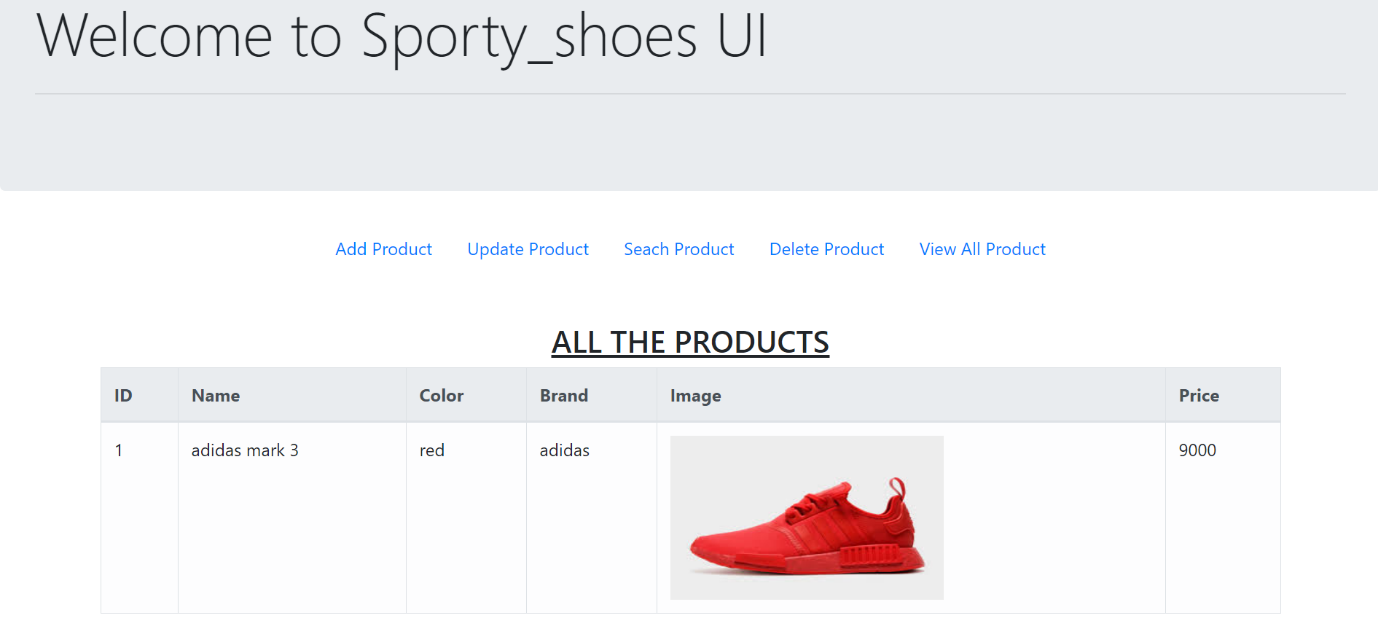 Welcome to Sporty_shoes UI
Add Product Update Product Seach Product Delete Product View All Product
ALL THE PRODUCTS
ID Name Color Brand Image Price
1 adidas mark 3 red adidas 9000